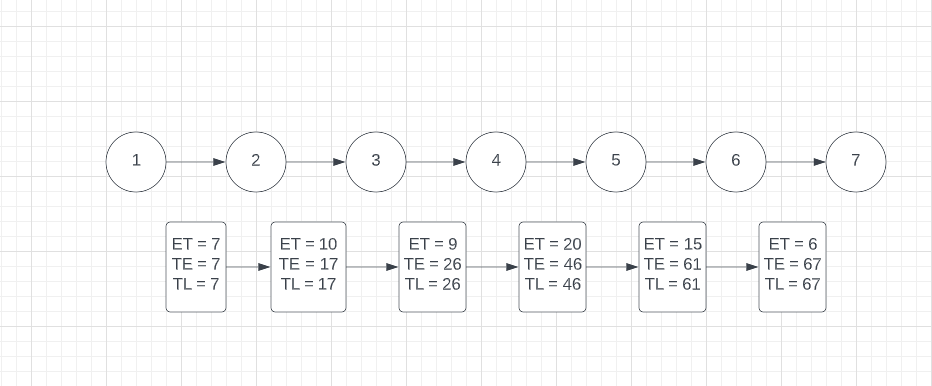 1
2
3
4
5
6
7
ET = 7
TE = 7
TL = 7
ET = 10
TE = 17
TL = 17
ET = 9
TE = 26
TL = 26
ET = 20
TE = 46
TL = 46
ET = 15
TE = 61
TL = 61
ET = 6
TE = 67
TL = 67